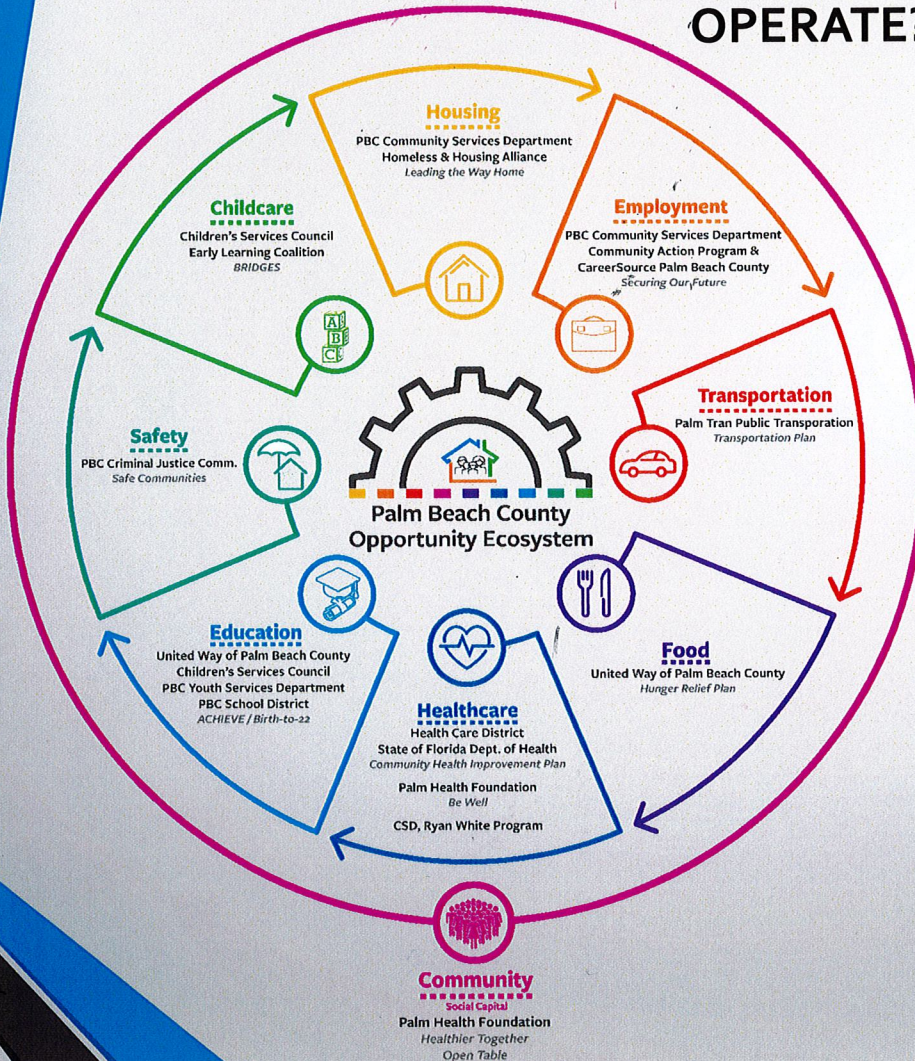 OPERATE?
Housing
PBC Community Services Department
Homeless & Housing Alliance
Leading the Way Home
Employment
PBC Community Services Department
Community Action Program &
CareerSource Palm Beach County
Securing Our Future
Transportation
Palm Tran Public Transporation
Transportation Plan
Food
United Way of Palm Beach County
Hunger Relief Plan
Healthcare
Health Care District
State of Florida Dept. of Health
Community Health Improvement Plan
Palm Health Foundation
Be Well
CSD, Ryan White Program
Education
United Way of Palm Beach County
Children's Services Council
PBC Youth Services Department
PBC School District
ACHIEVE / Birth-to-22
Safety
PBC Criminal Justice Comm.
Safe Communities
Childcare
Children's Services Council
Early Learning Coalition
BRIDGES
A
B
C
Palm Beach County
Opportunity Ecosystem
Community
Social Capital
Palm Health Foundation
Healthier Together
Open Table